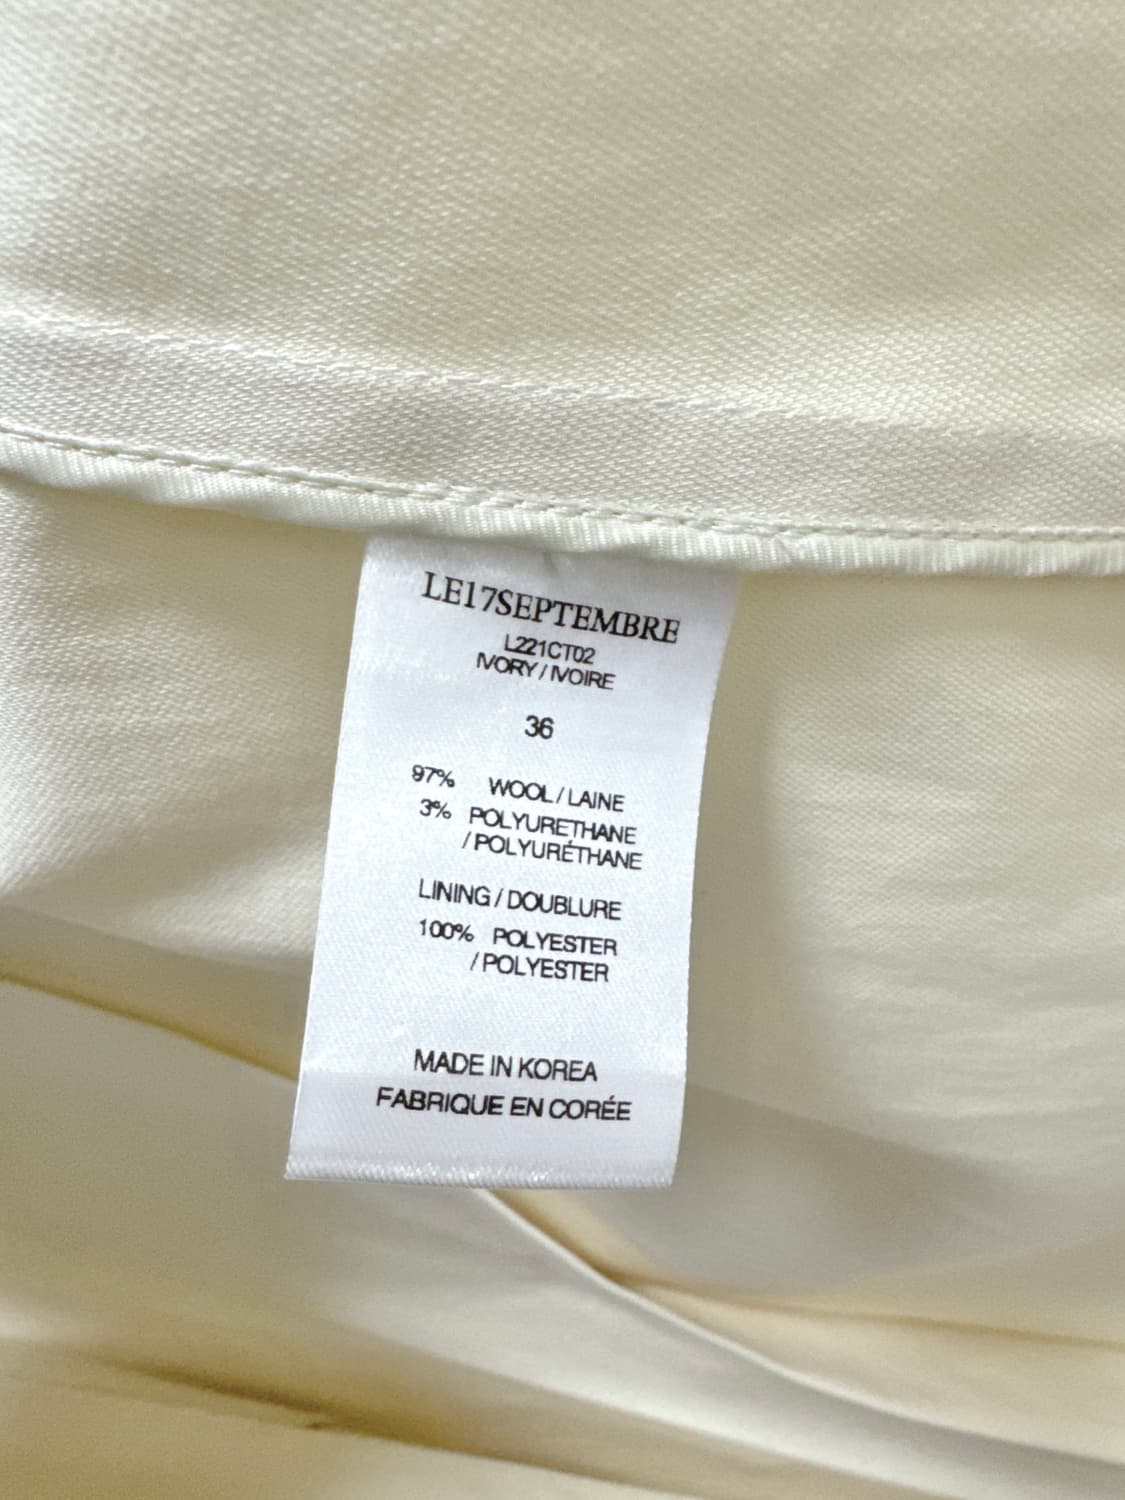 LE17SEPTEMBRE
L221CT02
IVORY / IVOIRE
36
97% WOOL / LAINE
3% POLYURETHANE
/ POLYURÉTHANE
LINING / DOUBLURE
100% POLYESTER
/ POLYESTER
MADE IN KOREA
FABRIQUE EN CORÉE